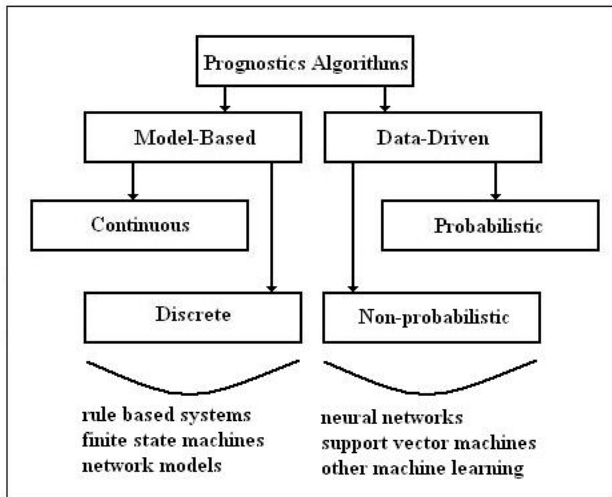 Prognostics Algorithms
Model-Based
Data-Driven
Continuous
Probabilistic
Discrete
Non-probabilistic
rule based systems
finite state machines
network models
neural networks
support vector machines
other machine learning